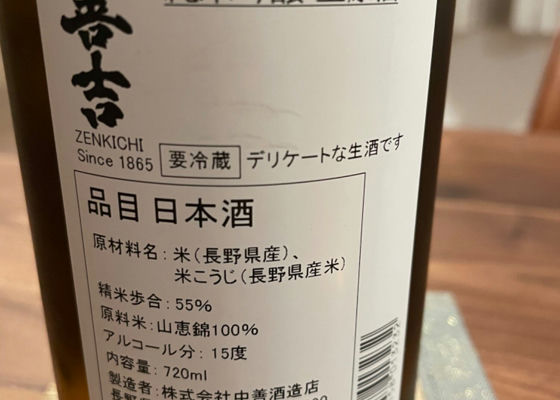 善吉
ZENKICHI
Since 1865
要冷蔵 デリケートな生酒です
品目 日本酒
原材料名：米(長野県産)、
米こうじ(長野県産米)
精米歩合：55%
原料米：山恵錦100%
アルコール分：15度
内容量：720ml
製造者：株式会社中善酒造店